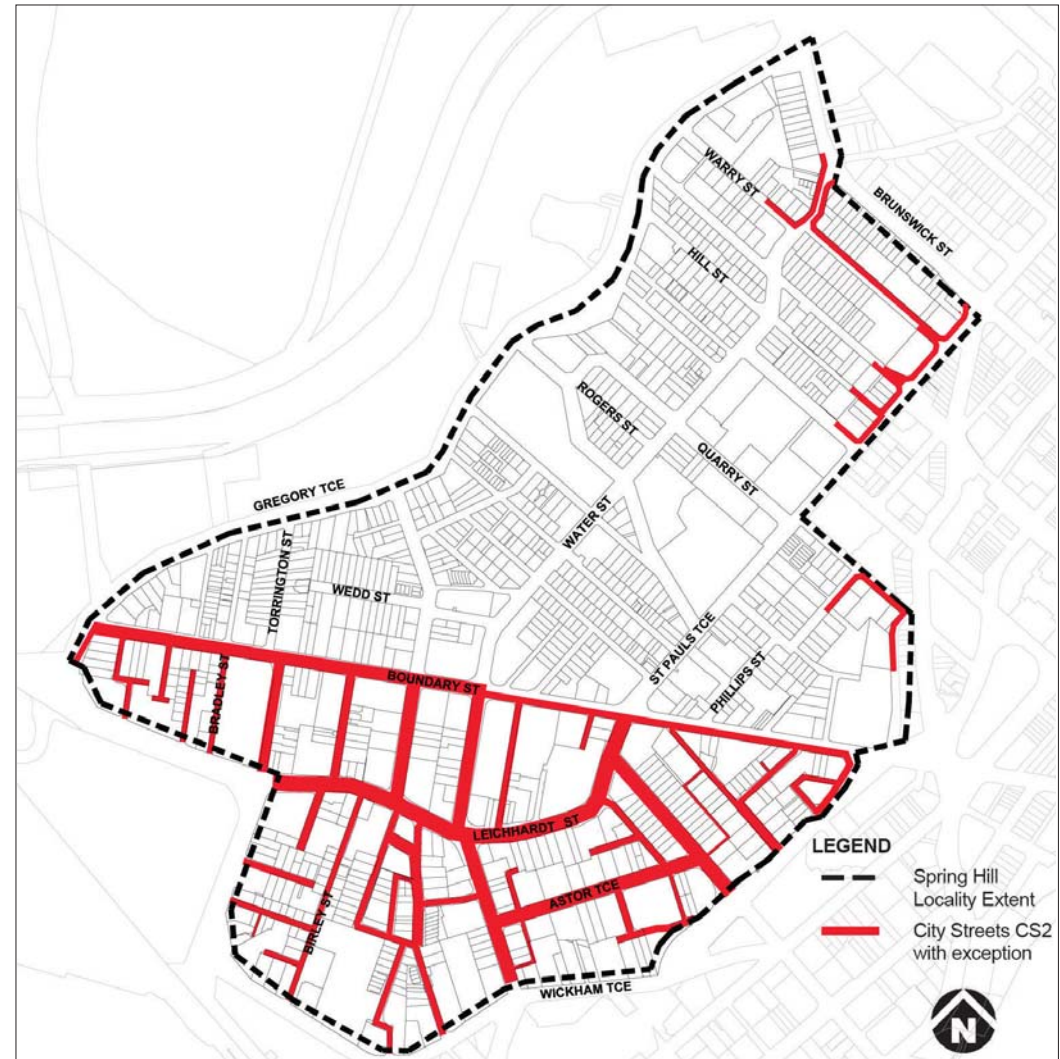 WARRY ST
BRUNSWICK ST
HILL ST
ROGERS ST
QUARRY ST
GREGORY TCE
WATER ST
TORRINGTON ST
WEDD ST
ST PAULS TCE
PHILLIPS ST
BOUNDARY ST
BRADLEY ST
LEICHHARDT ST
ASTOR TCE
BIRLEY ST
WICKHAM TCE
LEGEND
Spring Hill
Locality Extent
City Streets CS2
with exception
N